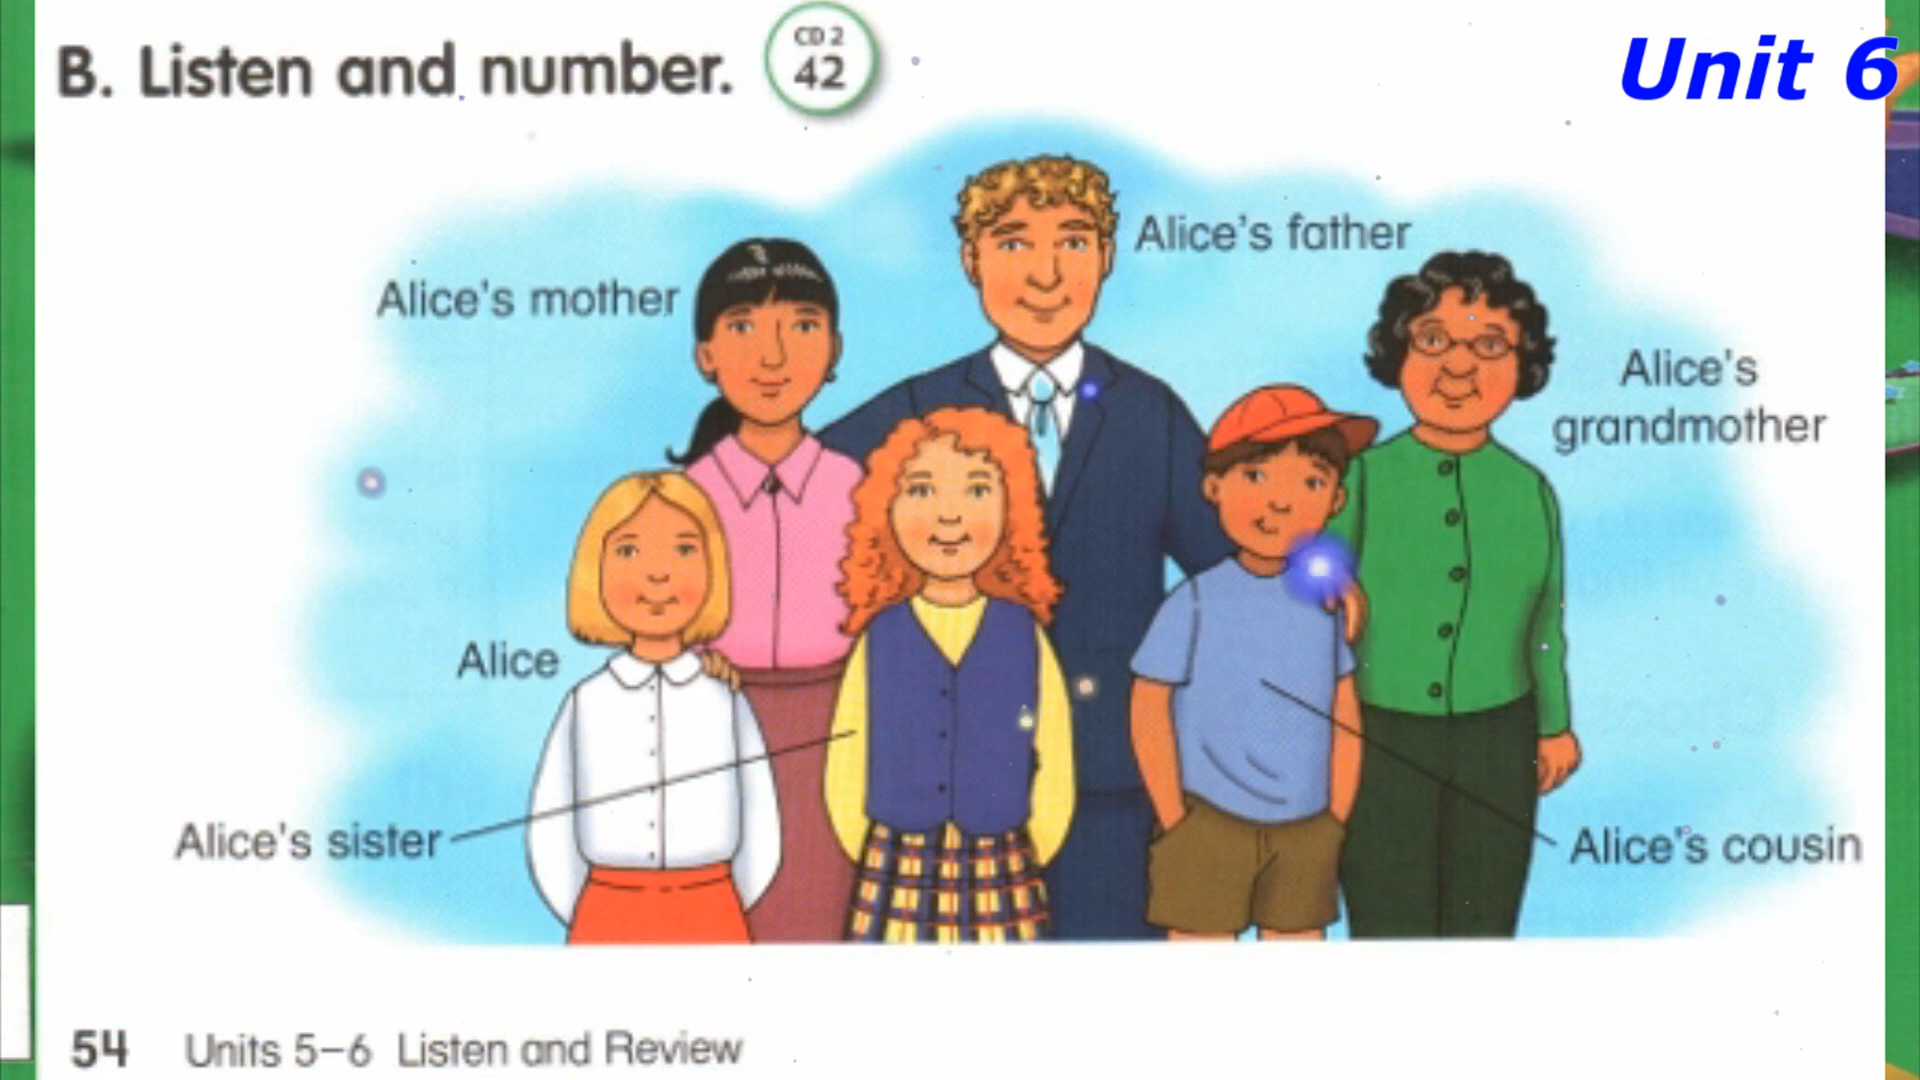 B. Listen and number.
CD 2
42
Unit 6
Alice's father
Alice's mother
Alice's
grandmother
Alice
Alice's sister
Alice's cousin
54 Units 5–6 Listen and Review